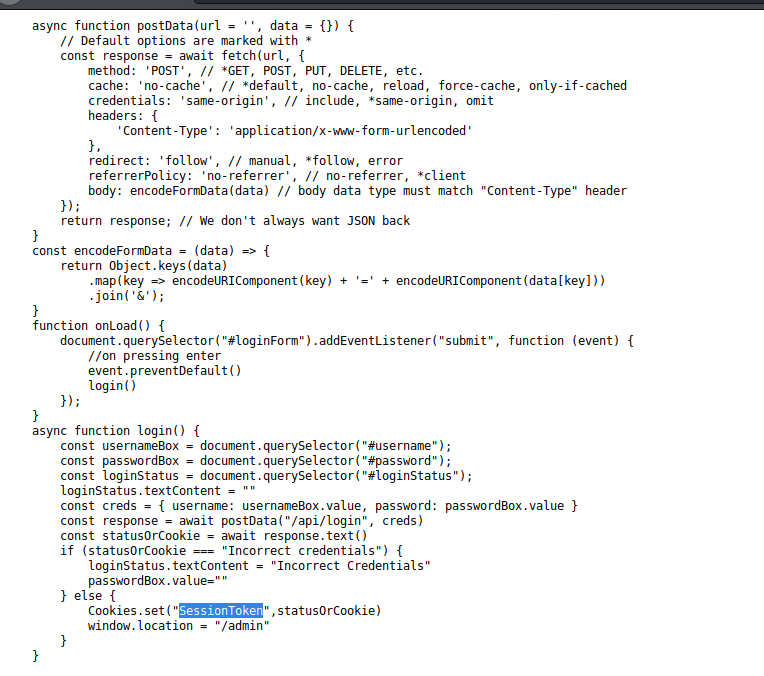 async function postData(url = '', data = {}) {
    // Default options are marked with *
    const response = await fetch(url, {
        method: 'POST', // *GET, POST, PUT, DELETE, etc.
        cache: 'no-cache', // *default, no-cache, reload, force-cache, only-if-cached
        credentials: 'same-origin', // include, *same-origin, omit
        headers: {
            'Content-Type': 'application/x-www-form-urlencoded'
        },
        redirect: 'follow', // manual, *follow, error
        referrerPolicy: 'no-referrer', // no-referrer, *client
        body: encodeFormData(data) // body data type must match "Content-Type" header
    });
    return response; // We don't always want JSON back
}
const encodeFormData = (data) => {
    return Object.keys(data)
        .map(key => encodeURIComponent(key) + '=' + encodeURIComponent(data[key]))
        .join('&');
}
function onLoad() {
    document.querySelector("#loginForm").addEventListener("submit", function (event) {
        //on pressing enter
        event.preventDefault()
        login()
    });
}
async function login() {
    const usernameBox = document.querySelector("#username");
    const passwordBox = document.querySelector("#password");
    const loginStatus = document.querySelector("#loginStatus");
    loginStatus.textContent = ""
    const creds = { username: usernameBox.value, password: passwordBox.value }
    const response = await postData("/api/login", creds)
    const statusOrCookie = await response.text()
    if (statusOrCookie === "Incorrect credentials") {
        loginStatus.textContent = "Incorrect Credentials"
        passwordBox.value=""
    } else {
        Cookies.set("SessionToken",statusOrCookie)
        window.location = "/admin"
    }
}